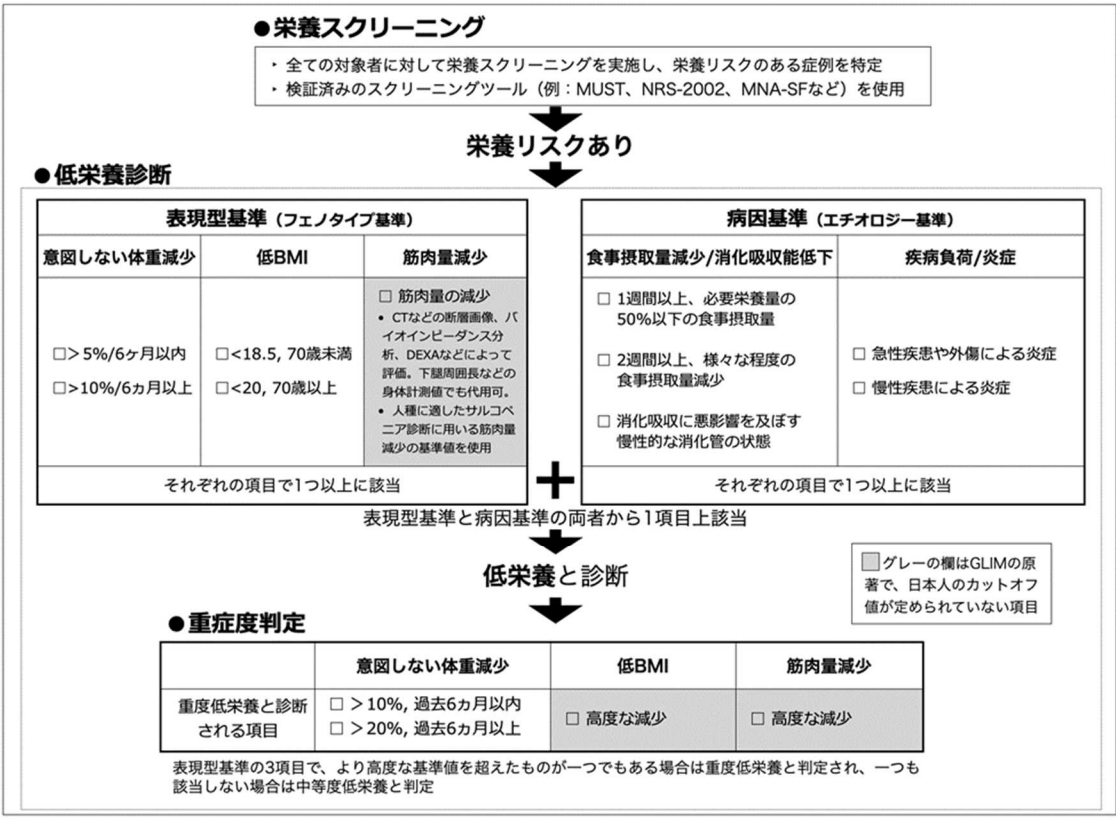 ●栄養スクリーニング
‣ 全ての対象者に対して栄養スクリーニングを実施し、栄養リスクのある症例を特定
‣ 検証済みのスクリーニングツール（例：MUST、NRS-2002、MNA-SFなど）を使用
栄養リスクあり
●低栄養診断
表現型基準（フェノタイプ基準）
意図しない体重減少
低BMI
筋肉量減少
□＞5%/6ヶ月以内
□>10%/6ヵ月以上
□<18.5, 70歳未満
□<20, 70歳以上
□ 筋肉量の減少
• CTなどの断層画像、バ
イオインピーダンス分
析、DEXAなどによって
評価。下腿周囲長などの
身体計測値でも代用可。
• 人種に適したサルコペ
ニア診断に用いる筋肉量
減少の基準値を使用
それぞれの項目で1つ以上に該当
＋
病因基準（エチオロジー基準）
食事摂取量減少/消化吸収能低下
疾病負荷/炎症
□ 1週間以上、必要栄養量の
50%以下の食事摂取量
□ 2週間以上、様々な程度の
食事摂取量減少
□ 消化吸収に悪影響を及ぼす
慢性的な消化管の状態
□ 急性疾患や外傷による炎症
□ 慢性疾患による炎症
それぞれの項目で1つ以上に該当
表現型基準と病因基準の両者から1項目上該当
低栄養と診断
グレーの欄はGLIMの原
著で、日本人のカットオフ
値が定められていない項目
●重症度判定
意図しない体重減少
低BMI
筋肉量減少
重度低栄養と診断
される項目
□ ＞10%, 過去6ヵ月以内
□ ＞20%, 過去6ヵ月以上
□ 高度な減少
□ 高度な減少
表現型基準の3項目で、より高度な基準値を超えたものが一つでもある場合は重度低栄養と判定され、一つも
該当しない場合は中等度低栄養と判定